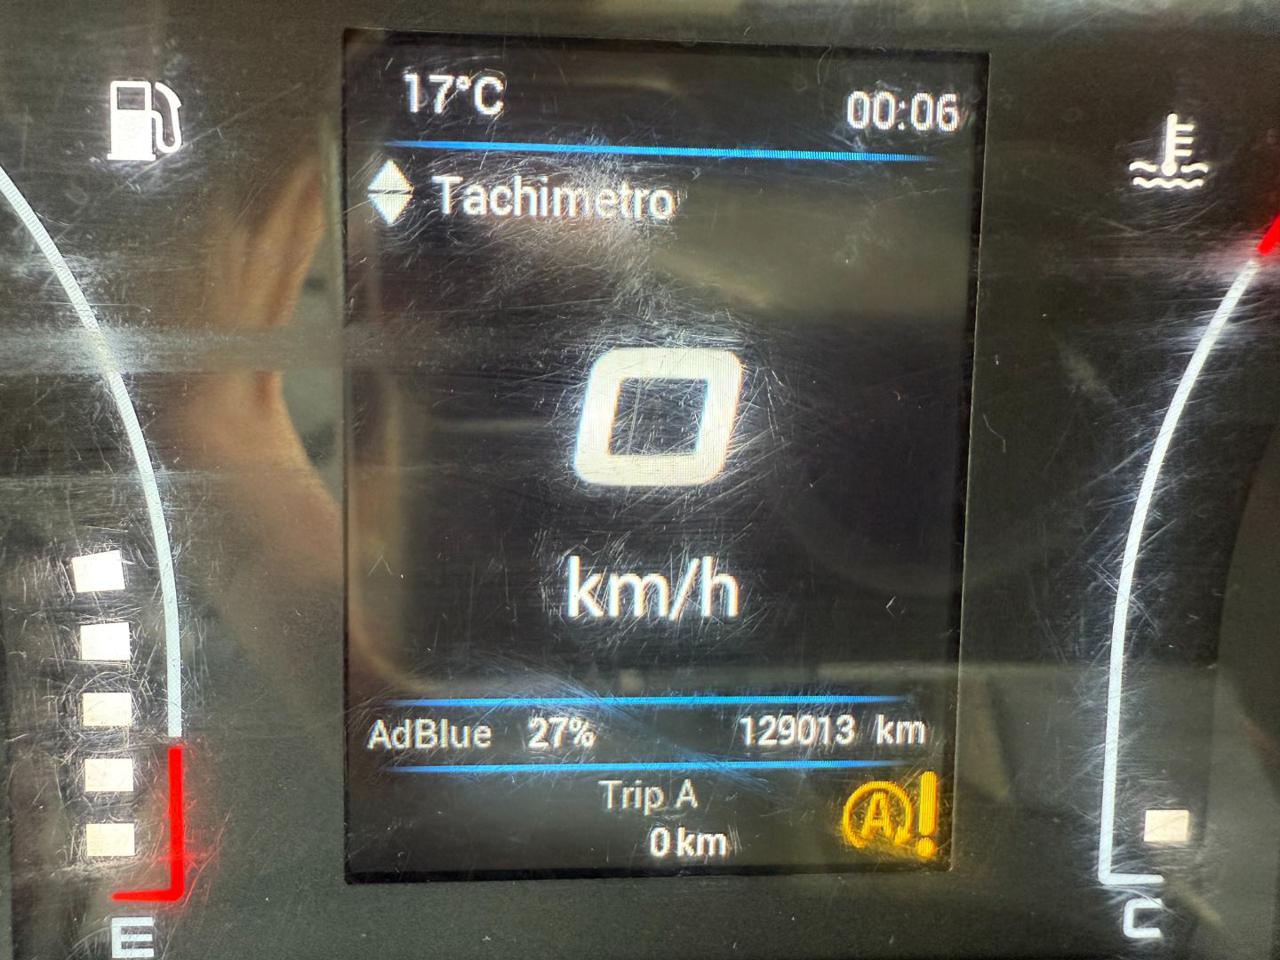 17°C 00:06
Tachimetro
0
km/h
AdBlue 27% 129013 km
Trip A
0 km
A!
E
C